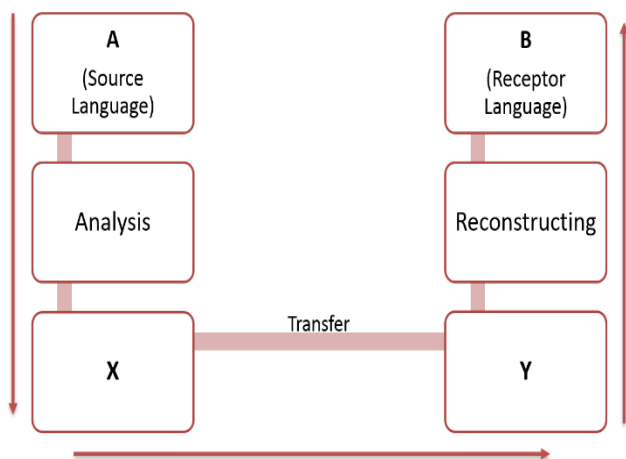 A
(Source
Language)
B
(Receptor
Language)
Analysis
Reconstructing
Transfer
X
Y